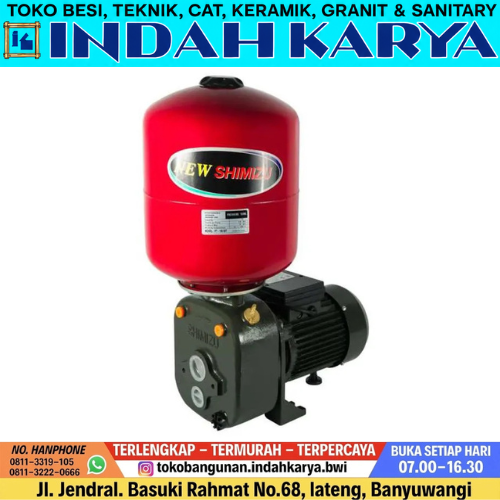 TOKO BESI, TEKNIK, CAT, KERAMIK, GRANIT & SANITARY
INDAH KARYA
NEW SHIMIZU
SHIMIZU
NO. HANPHONE
0811-3319-105
0811-3222-0666
TERLENGKAP – TERMURAH – TERPERCAYA
tokobangunan.indahkarya.bwi
BUKA SETIAP HARI
07.00-16.30
Jl. Jendral. Basuki Rahmat No.68, lateng, Banyuwangi